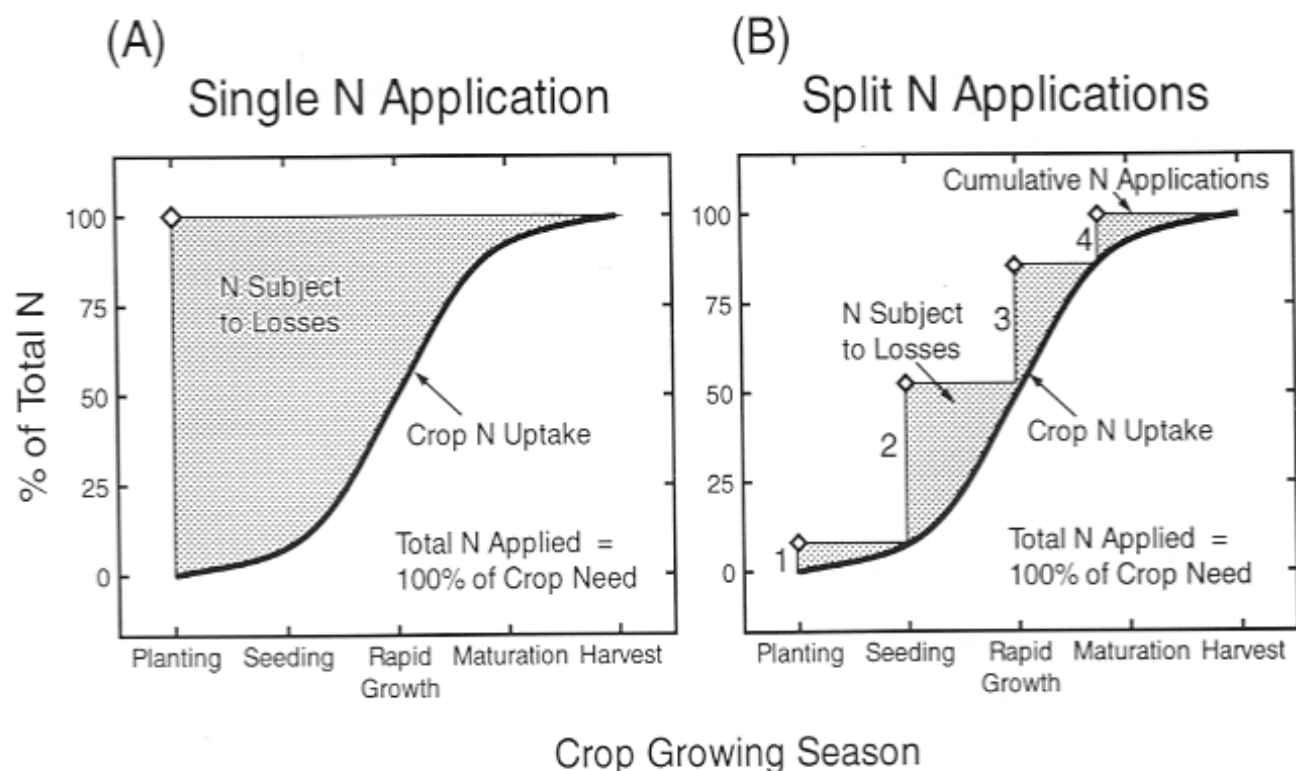 (A)
Single N Application
% of Total N
100
75
50
25
0
N Subject
to Losses
Crop N Uptake
Total N Applied =
100% of Crop Need
Planting
Seeding
Rapid
Growth
Maturation
Harvest
(B)
Split N Applications
100
75
50
25
0
Cumulative N Applications
4
N Subject
to Losses
3
2
Crop N Uptake
1
Total N Applied =
100% of Crop Need
Planting
Seeding
Rapid
Growth
Maturation
Harvest
Crop Growing Season